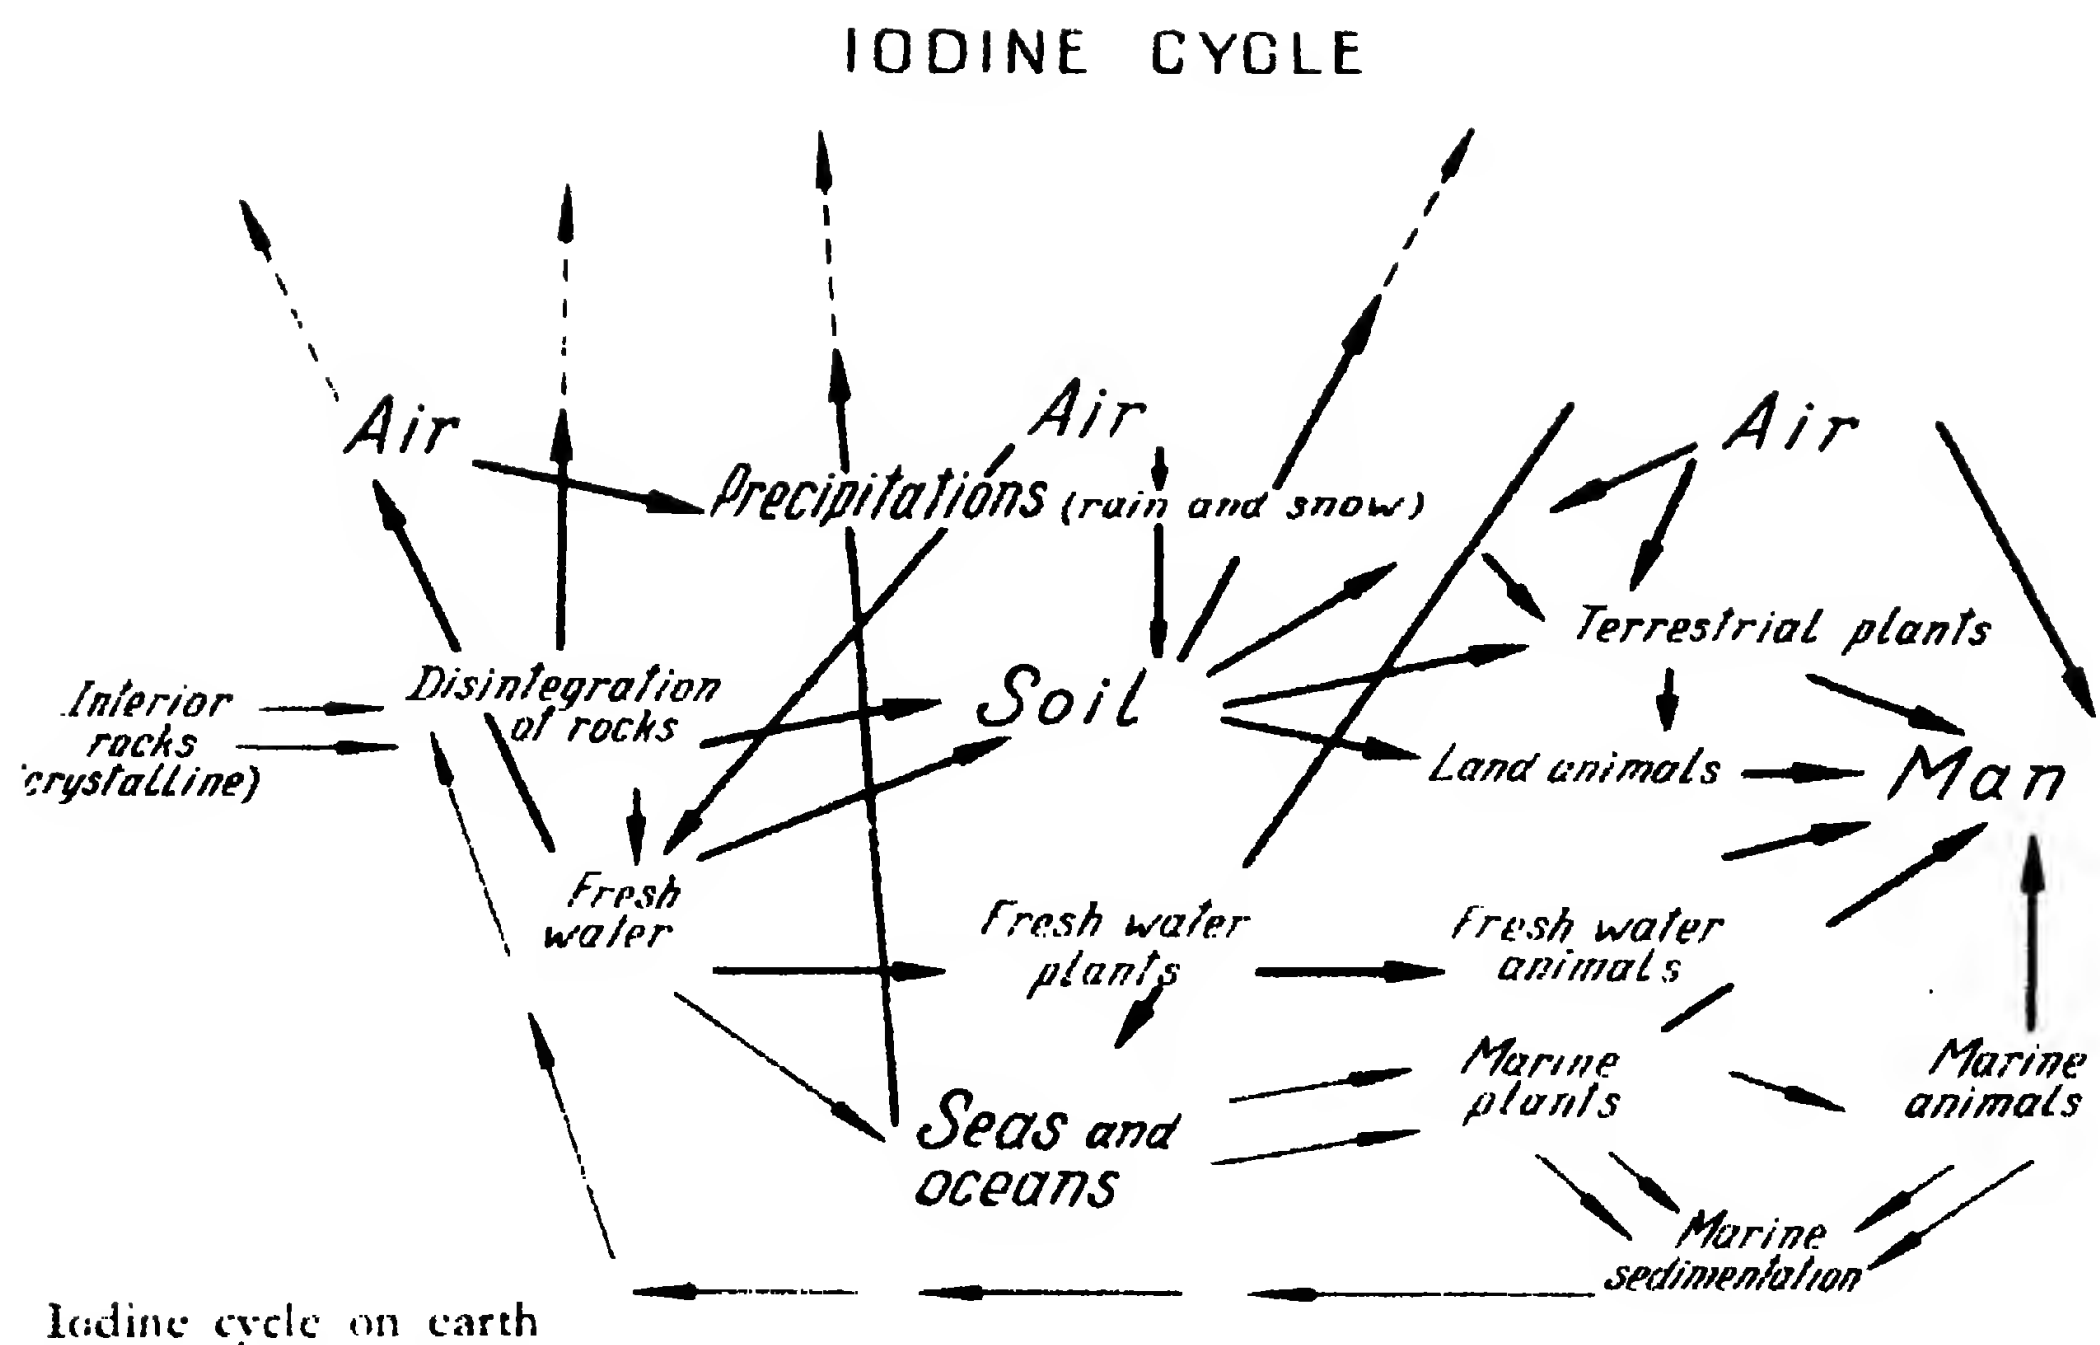 IODINE CYCLE
Air
Air
Air
Precipitations (rain and snow)
Terrestrial plants
Interior
rocks
crystalline)
Disintegration
of rocks
Soil
Land animals
Man
Fresh
water
Fresh water
plants
Fresh water
animals
Marine
plants
Marine
animals
Seas and
oceans
Marine
sedimentation
Iodine cycle on earth